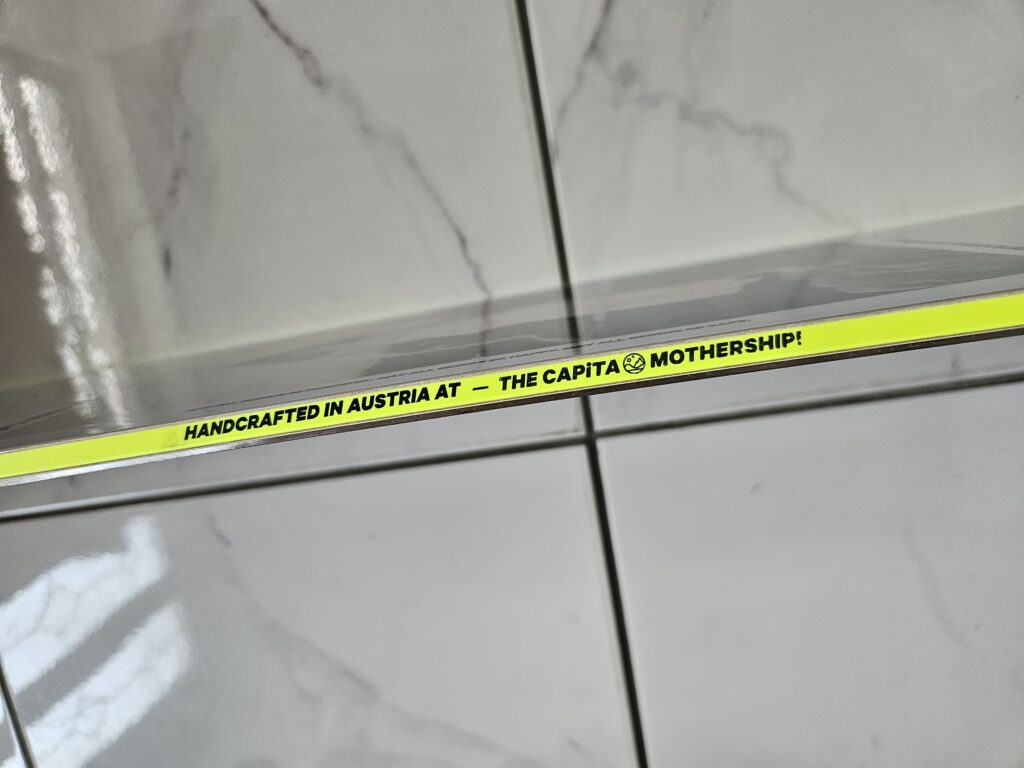 HANDCRAFTED IN AUSTRIA AT — THE CAPiTA MOTHERSHIP!